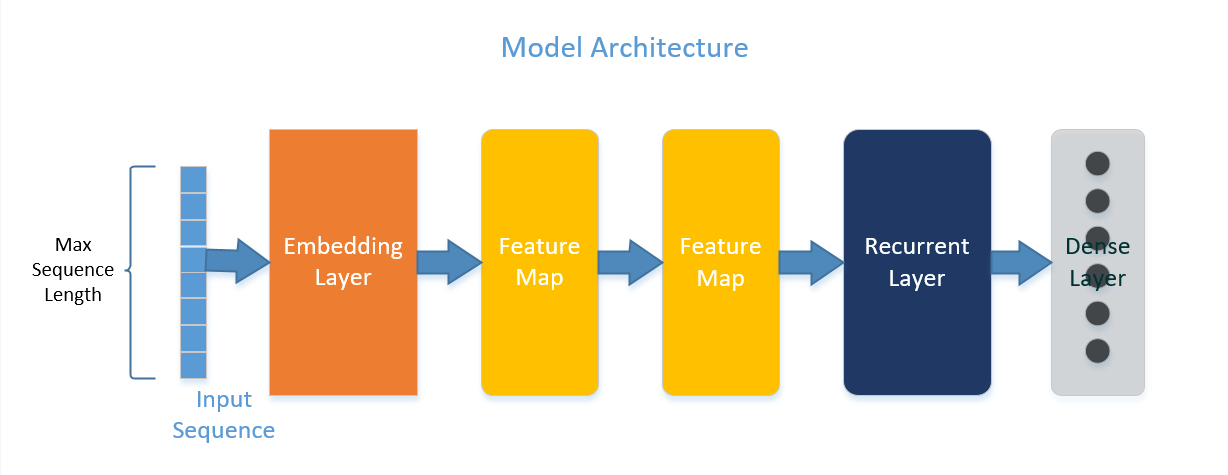 Model Architecture
Max
Sequence
Length
Input
Sequence
Embedding
Layer
Feature
Map
Feature
Map
Recurrent
Layer
Dense
Layer